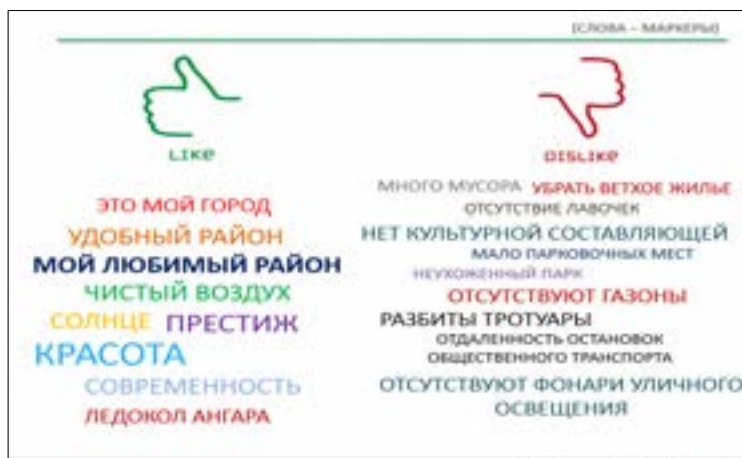 (СЛОВА – МАРКЕРЫ)
LIKE
ЭТО МОЙ ГОРОД
УДОБНЫЙ РАЙОН
МОЙ ЛЮБИМЫЙ РАЙОН
ЧИСТЫЙ ВОЗДУХ
СОЛНЦЕ ПРЕСТИЖ
КРАСОТА
СОВРЕМЕННОСТЬ
ЛЕДОКОЛ АНГАРА
DISLIKE
МНОГО МУСОРА УБРАТЬ ВЕТХОЕ ЖИЛЬЕ
ОТСУТСТВИЕ ЛАВОЧЕК
НЕТ КУЛЬТУРНОЙ СОСТАВЛЯЮЩЕЙ
МАЛО ПАРКОВОЧНЫХ МЕСТ
НЕУХОЖЕННЫЙ ПАРК
ОТСУТСТВУЮТ ГАЗОНЫ
РАЗБИТЫ ТРОТУАРЫ
ОТДАЛЕННОСТЬ ОСТАНОВОК
ОБЩЕСТВЕННОГО ТРАНСПОРТА
ОТСУТСТВУЮТ ФОНАРИ УЛИЧНОГО
ОСВЕЩЕНИЯ